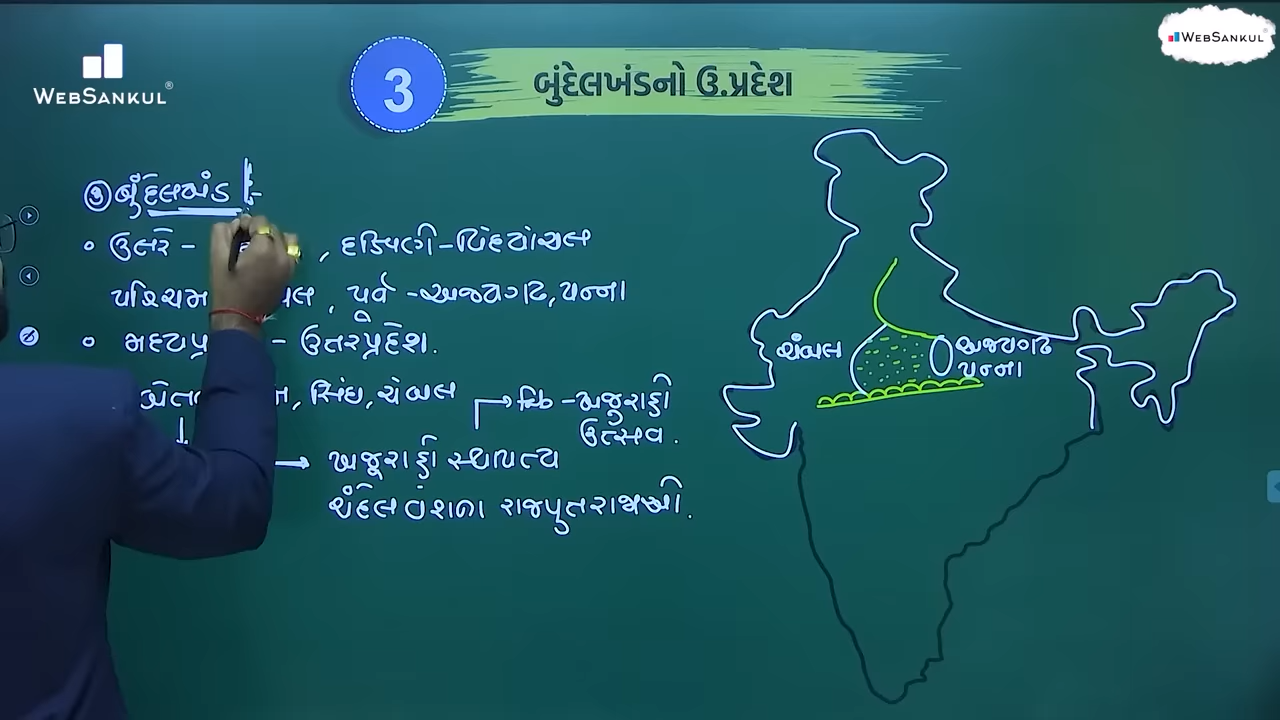 WEBSANKUL®
WEBSANKUL®
3 બુંદેલખંડનો ઉ.પ્રદેશ
③ બુંદેલખંડ :-
• ઉત્તરે - , દક્ષિણે - વિંધ્યાંચલ
પશ્ચિમ , પૂર્વ - અજયગઢ, પન્ના
• મધ્યપ્ર - ઉત્તરપ્રદેશ.
, સિંધ, ચંબલ
→ - ખજુરાહો
ઉત્સવ.
→ ખજૂરાહો સ્થાપત્ય
ચંદેલ વંશના રાજપૂત રાજાઓ.
ચંબલ
અજયગઢ
પન્ના